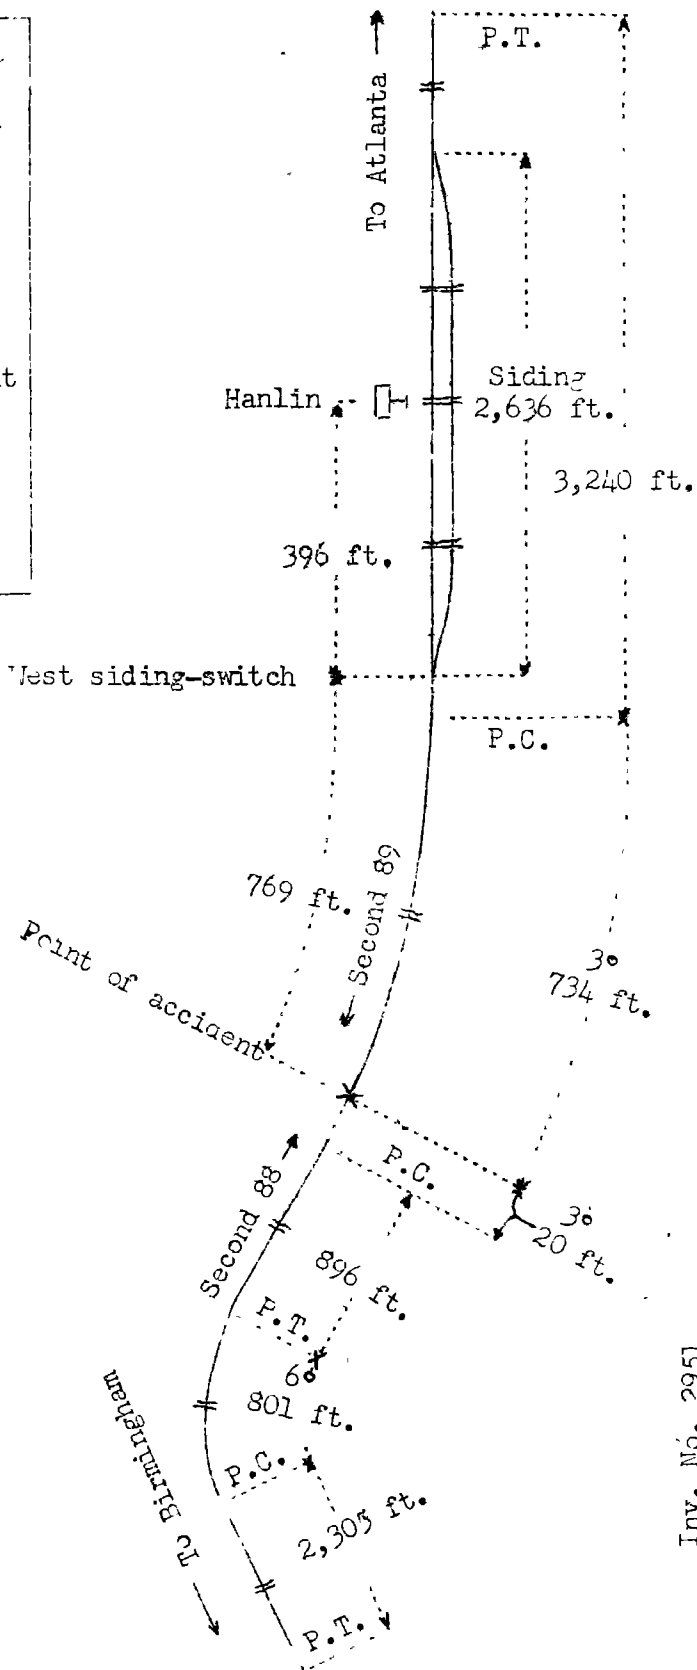 P.T.
To Atlanta
Hanlin
Siding
2,636 ft.
3,240 ft.
396 ft.
West siding-switch
P.C.
769 ft.
Second 89
Point of accident
3°
734 ft.
P.C.
3°
20 ft.
Second 88
896 ft.
P.T.
6°
801 ft.
P.C.
To Birmingham
2,305 ft.
P.T.
Inv. No. 2951